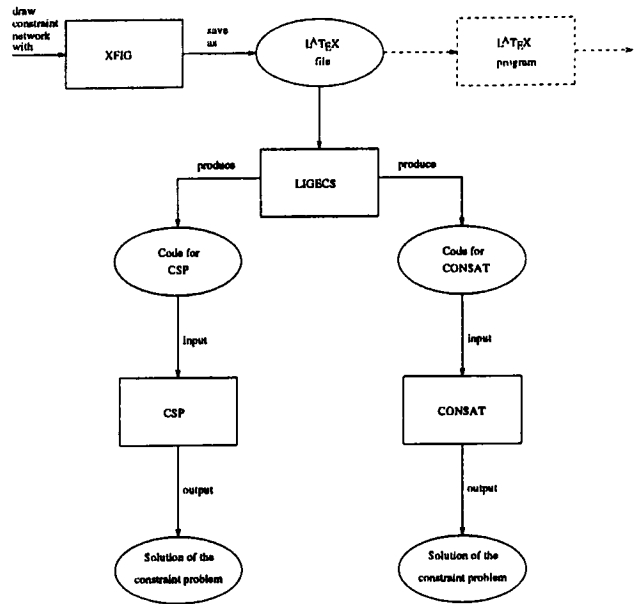 draw
constraint
network
with
XFIG
save
as
LATEX
file
LATEX
program
produce
LIGECS
produce
Code for
CSP
Code for
CONSAT
input
input
CSP
CONSAT
output
output
Solution of the
constraint problem
Solution of the
constraint problem